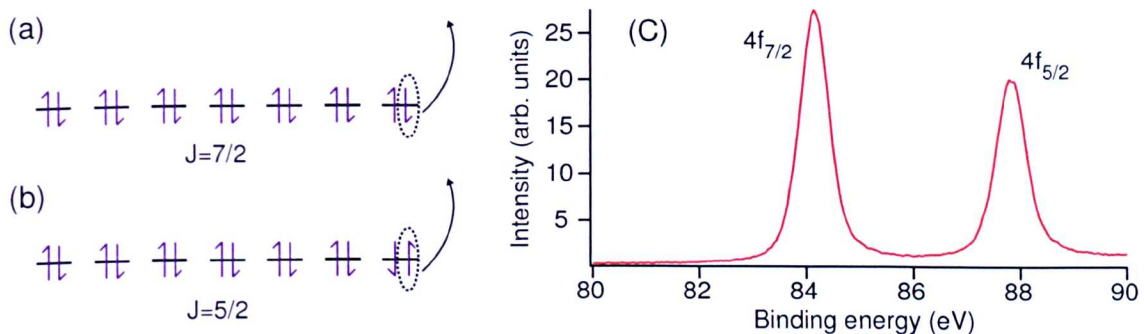 (a)
J=7/2
(b)
J=5/2
(C)
4f7/2
4f5/2
Intensity (arb. units)
25
20
15
10
5
80 82 84 86 88 90
Binding energy (eV)